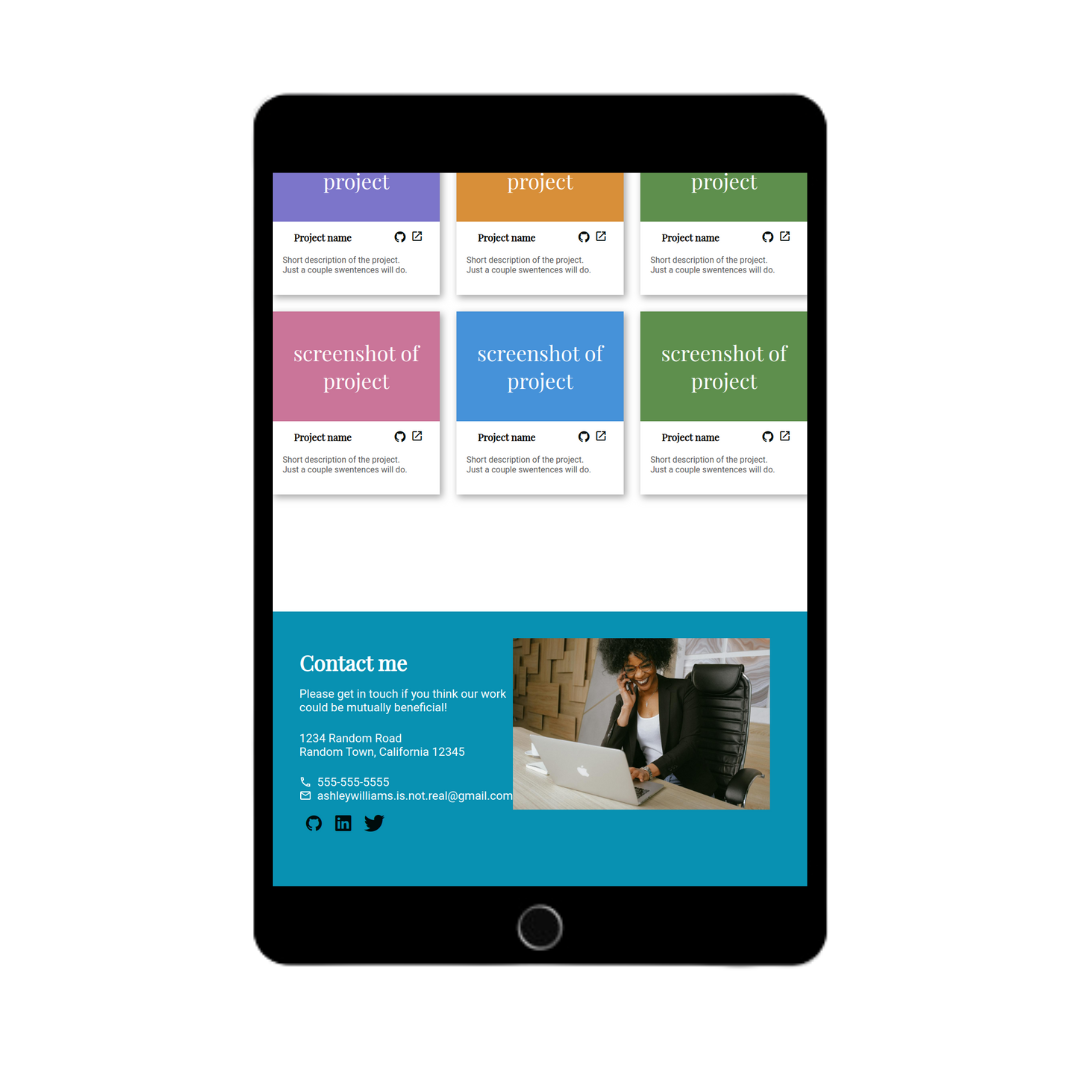 project
project
project
Project name
Project name
Project name
Short description of the project.
Just a couple swentences will do.
Short description of the project.
Just a couple swentences will do.
Short description of the project.
Just a couple swentences will do.
screenshot of
project
screenshot of
project
screenshot of
project
Project name
Project name
Project name
Short description of the project.
Just a couple swentences will do.
Short description of the project.
Just a couple swentences will do.
Short description of the project.
Just a couple swentences will do.
Contact me
Please get in touch if you think our work
could be mutually beneficial!
1234 Random Road
Random Town, California 12345
555-555-5555
ashleywilliams.is.not.real@gmail.com
in